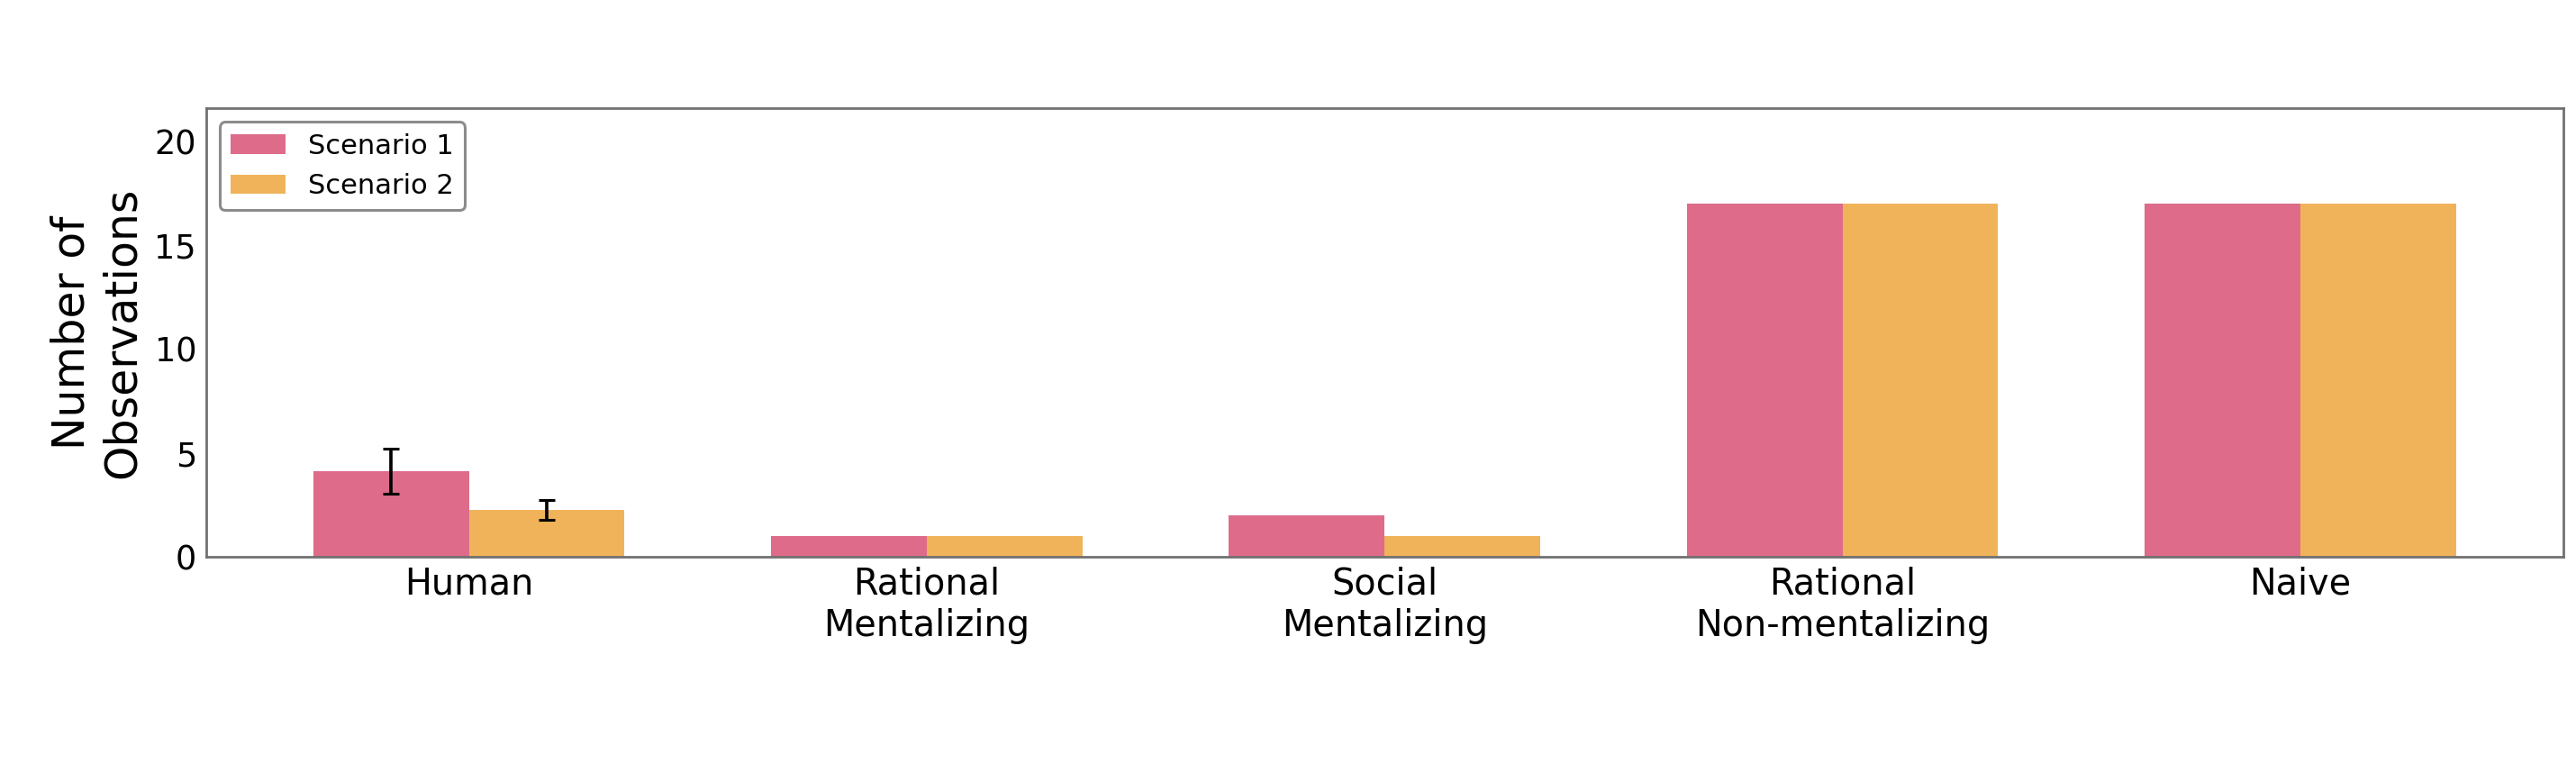 Number of
Observations
20
15
10
5
0
Scenario 1
Scenario 2
Human
Rational
Mentalizing
Social
Mentalizing
Rational
Non-mentalizing
Naive